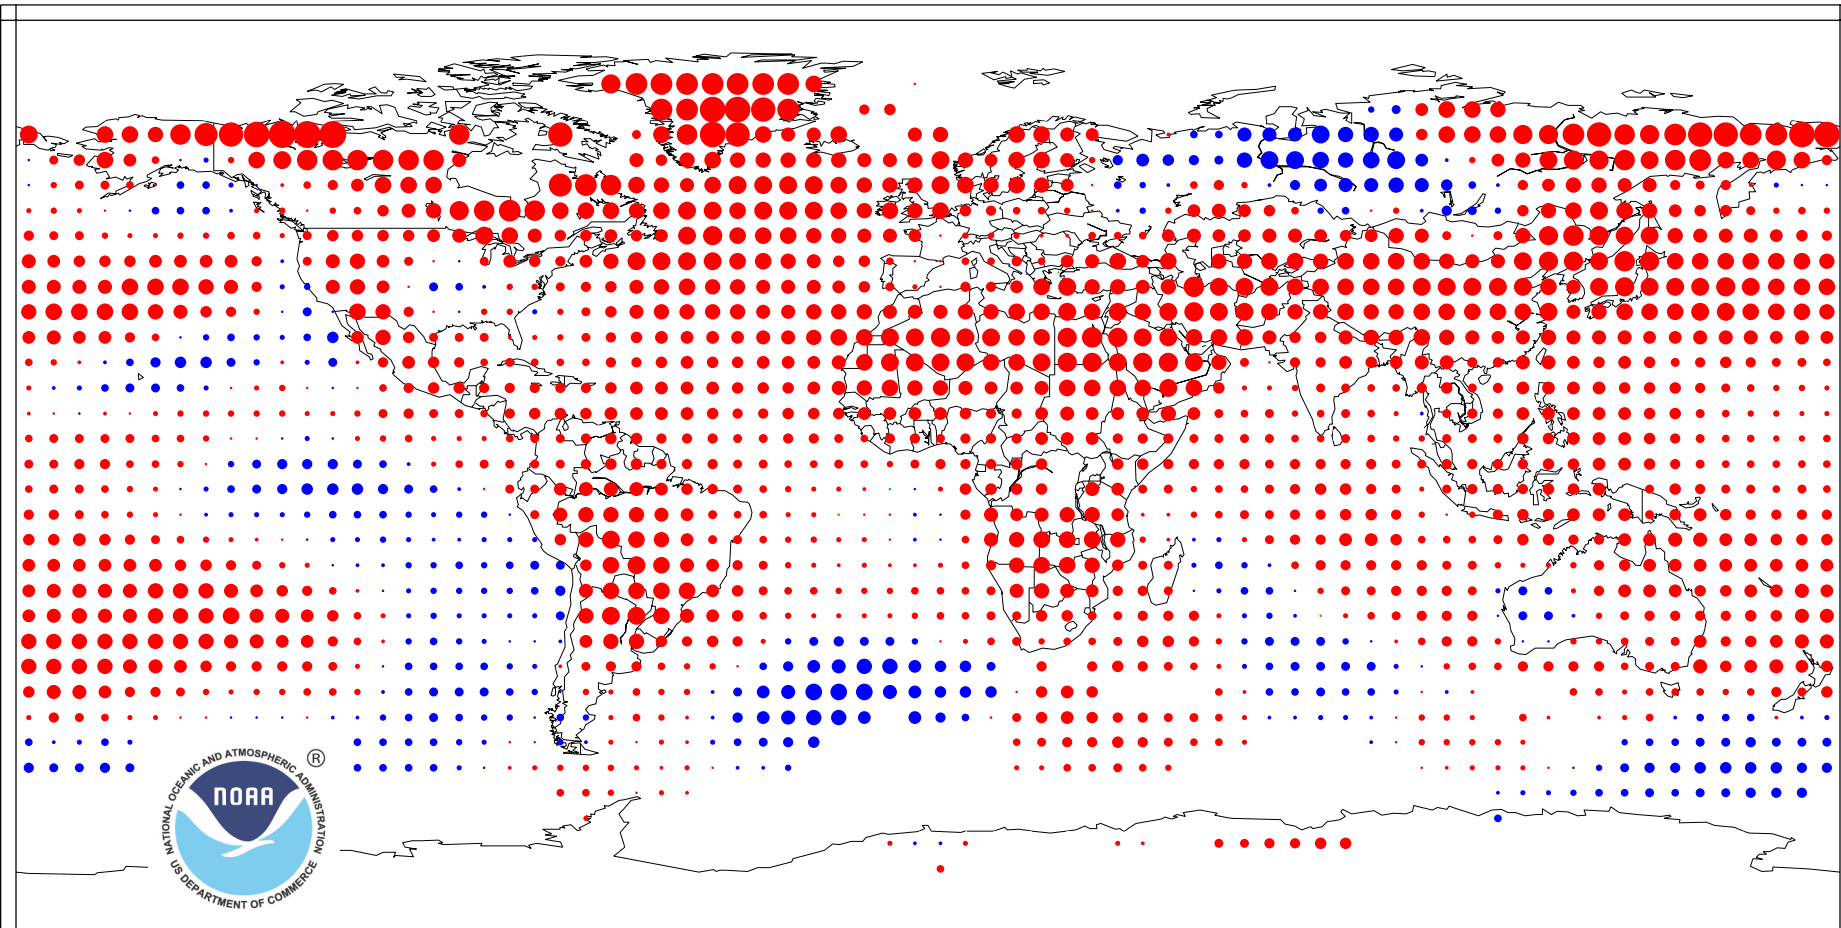 NATIONAL OCEANIC AND ATMOSPHERIC ADMINISTRATION
®
NOAA
US DEPARTMENT OF COMMERCE